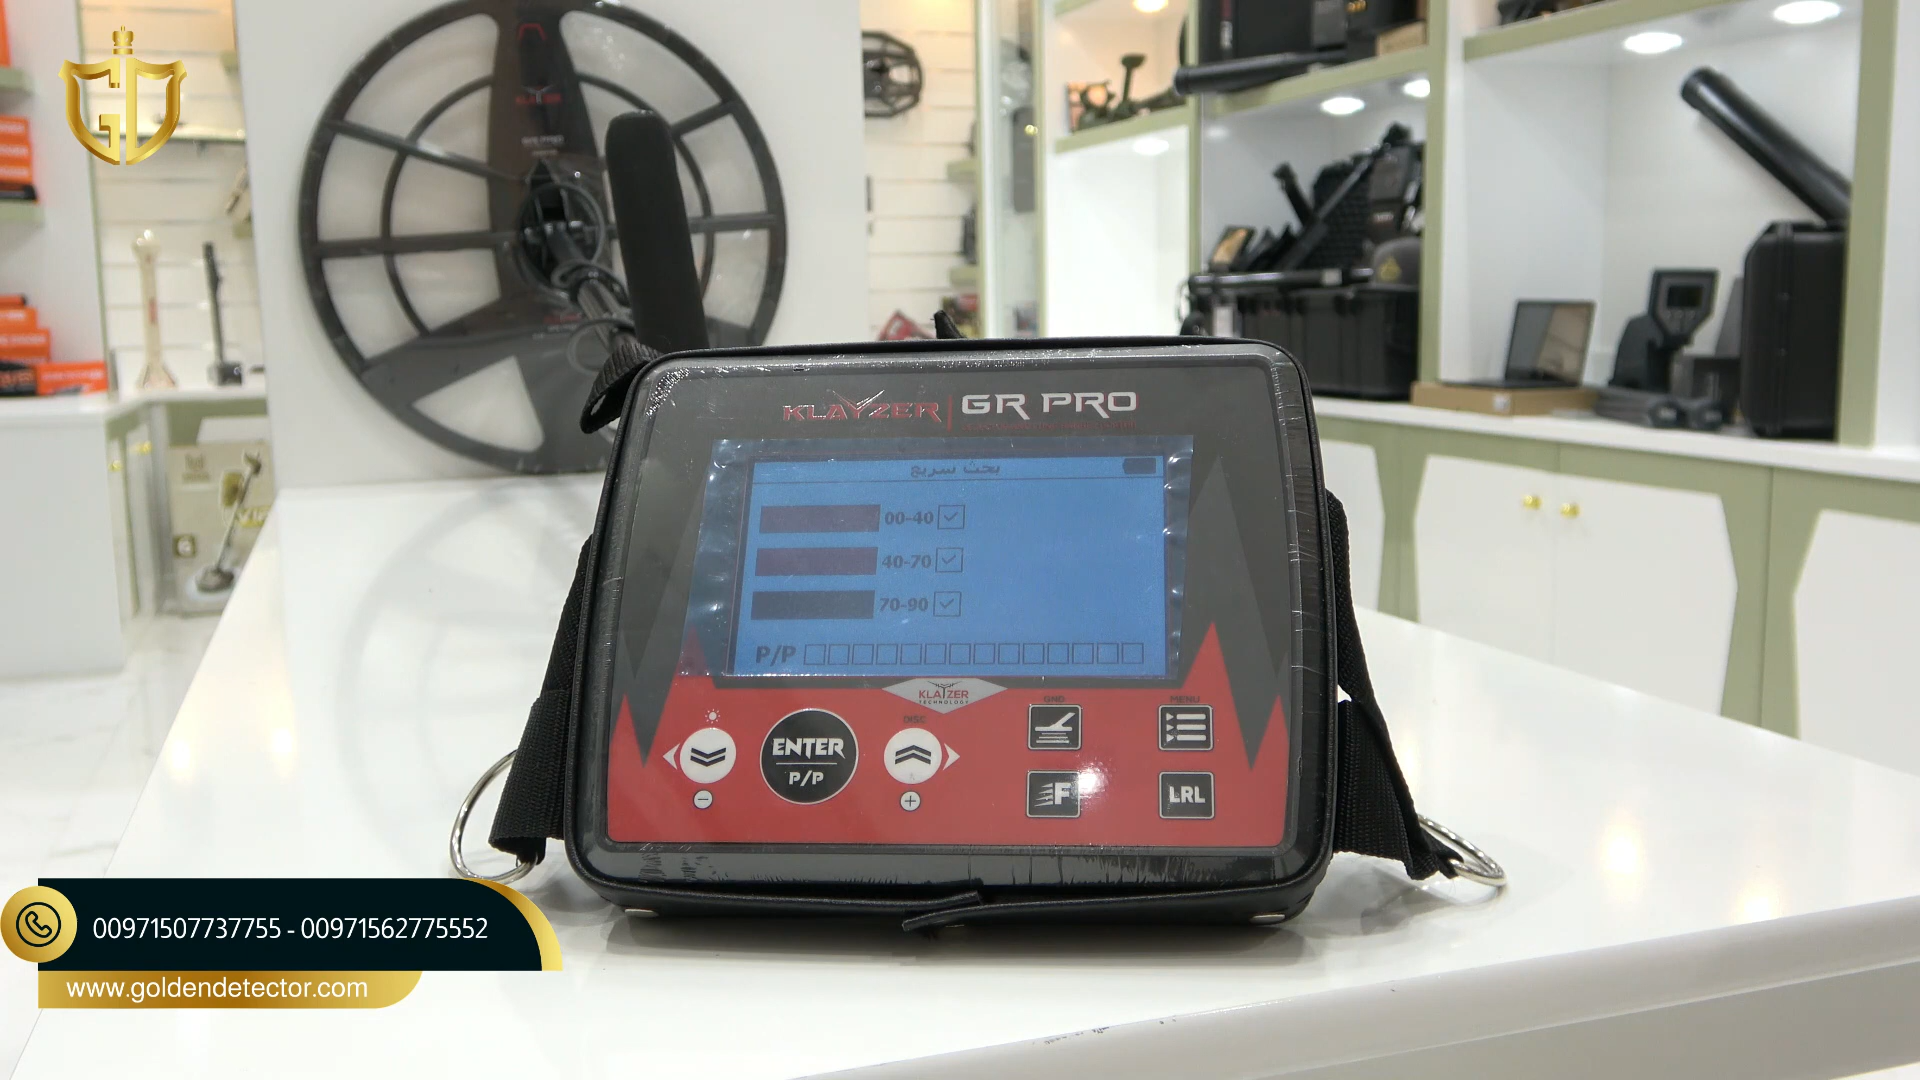 GD
KLAYZER | GR PRO
بحث سريع
00-40
40-70
70-90
P/P
KLAYZER
TECHNOLOGY
GND
MENU
DISC
ENTER
P/P
F
LRL
00971507737755 - 00971562775552
www.goldendetector.com